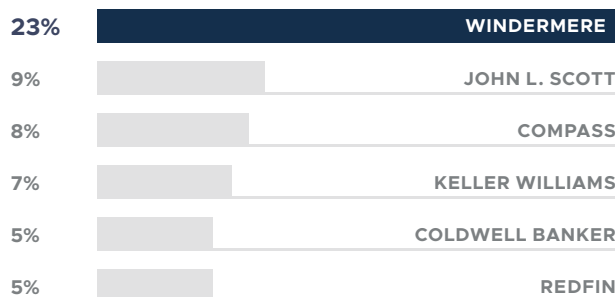 23% WINDERMERE
9% JOHN L. SCOTT
8% COMPASS
7% KELLER WILLIAMS
5% COLDWELL BANKER
5% REDFIN